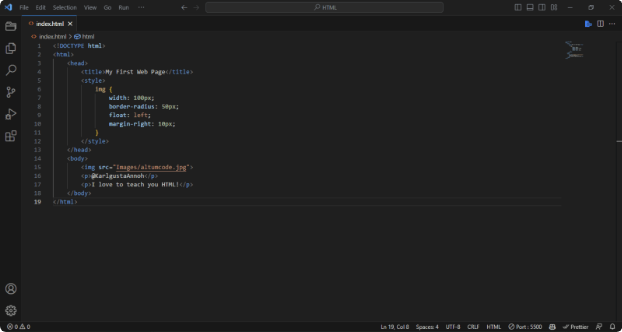 File Edit Selection View Go Run ··· HTML
index.html
index.html > html
1 <!DOCTYPE html>
2 <html>
3 <head>
4 <title>My First Web Page</title>
5 <style>
6 img {
7 width: 100px;
8 border-radius: 50px;
9 float: left;
10 margin-right: 10px;
11 }
12 </style>
13 </head>
14 <body>
15 <img src="images/altumcode.jpg">
16 <p>@KarlgustaAnnoh</p>
17 <p>I love to teach you HTML!</p>
18 </body>
19 </html>
0 0 Ln 19, Col 8 Spaces: 4 UTF-8 CRLF HTML Port : 5500 Prettier